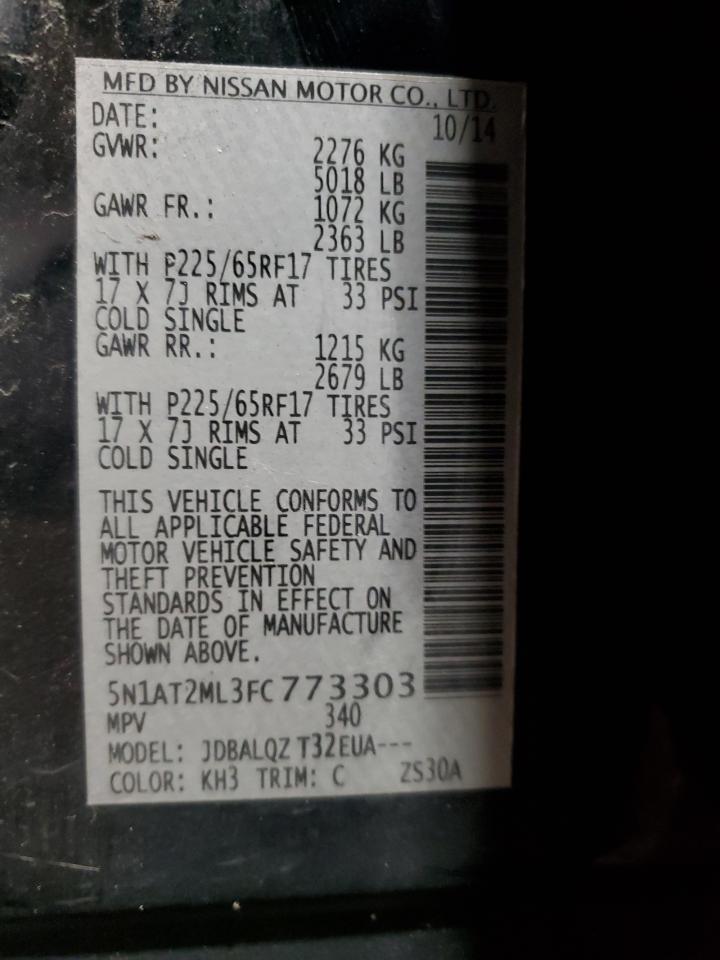 MFD BY NISSAN MOTOR CO., LTD.
DATE: 10/14
GVWR: 2276 KG
5018 LB
GAWR FR.: 1072 KG
2363 LB
WITH P225/65RF17 TIRES
17 X 7J RIMS AT 33 PSI
COLD SINGLE
GAWR RR.: 1215 KG
2679 LB
WITH P225/65RF17 TIRES
17 X 7J RIMS AT 33 PSI
COLD SINGLE
THIS VEHICLE CONFORMS TO
ALL APPLICABLE FEDERAL
MOTOR VEHICLE SAFETY AND
THEFT PREVENTION
STANDARDS IN EFFECT ON
THE DATE OF MANUFACTURE
SHOWN ABOVE.
5N1AT2ML3FC773303
MPV 340
MODEL: JDBALQZ T32EUA---
COLOR: KH3 TRIM: C ZS30A